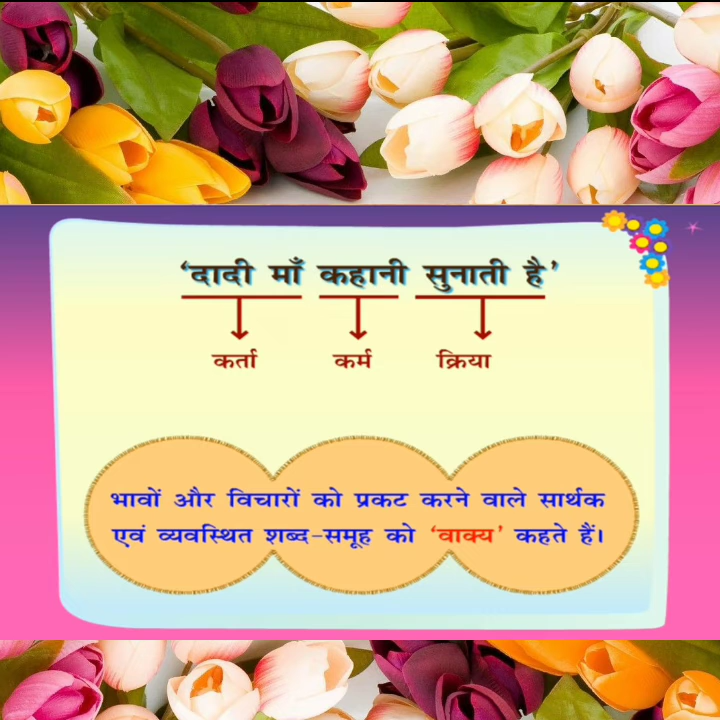 ‘दादी माँ कहानी सुनाती है’
कर्ता कर्म क्रिया
भावों और विचारों को प्रकट करने वाले सार्थक
एवं व्यवस्थित शब्द-समूह को ‘वाक्य’ कहते हैं।